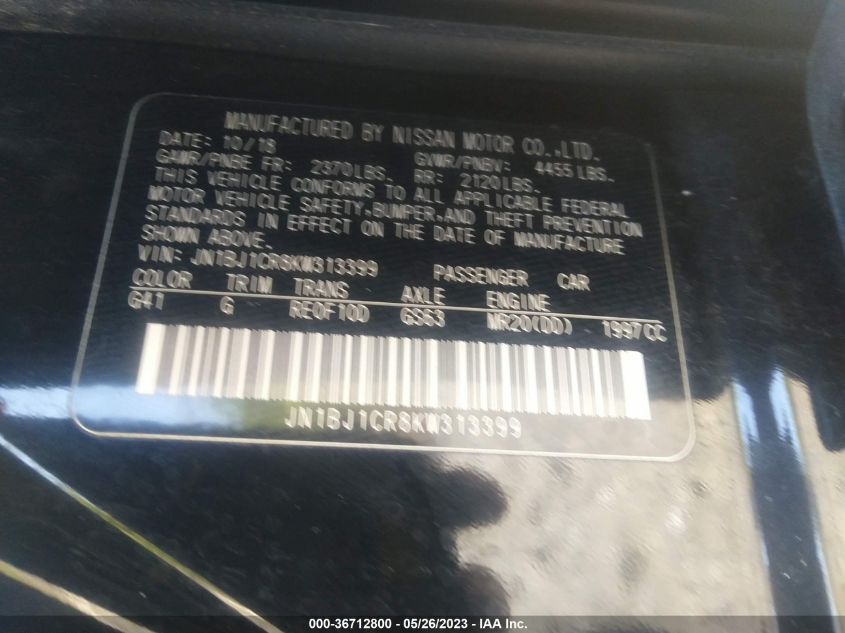 MANUFACTURED BY NISSAN MOTOR CO.,LTD.
DATE: 10/18 GVWR/PNBV: 4455 LBS.
GAWR/PNBE FR: 2370LBS. RR: 2120LBS.
THIS VEHICLE CONFORMS TO ALL APPLICABLE FEDERAL
MOTOR VEHICLE SAFETY,BUMPER,AND THEFT PREVENTION
STANDARDS IN EFFECT ON THE DATE OF MANUFACTURE
SHOWN ABOVE.
VIN: JN1BJ1CR8KW313399 PASSENGER CAR
COLOR TRIM TRANS AXLE ENGINE
G41 G RE0F10D GS63 MR20(DD) 1997CC
JN1BJ1CR8KW313399
000-36712800 - 05/26/2023 - © IAA Inc.